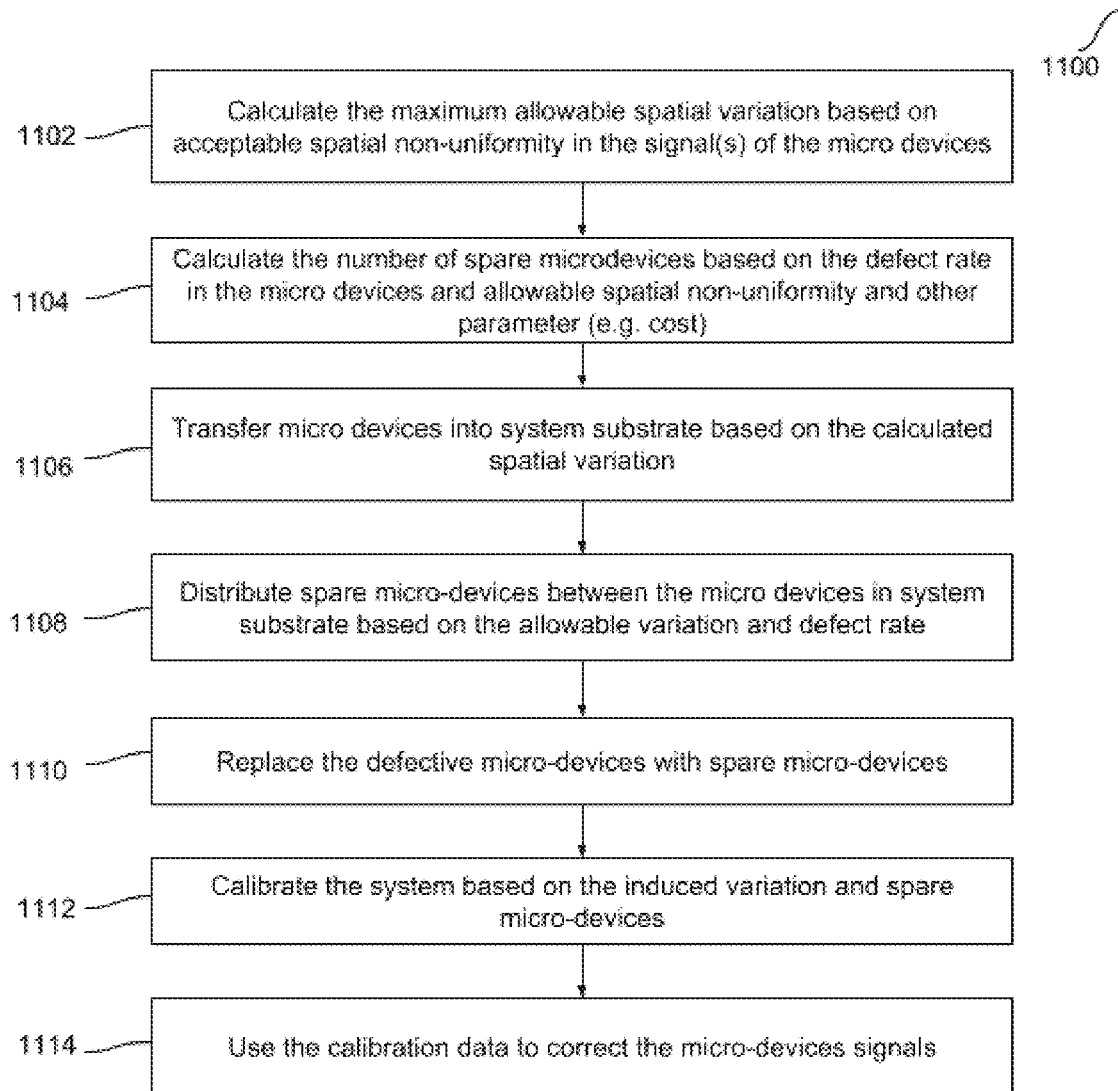 1100
1102
Calculate the maximum allowable spatial variation based on
acceptable spatial non-uniformity in the signal(s) of the micro devices
1104
Calculate the number of spare microdevices based on the defect rate
in the micro devices and allowable spatial non-uniformity and other
parameter (e.g. cost)
1106
Transfer micro devices into system substrate based on the calculated
spatial variation
1108
Distribute spare micro-devices between the micro devices in system
substrate based on the allowable variation and defect rate
1110
Replace the defective micro-devices with spare micro-devices
1112
Calibrate the system based on the induced variation and spare
micro-devices
1114
Use the calibration data to correct the micro-devices signals